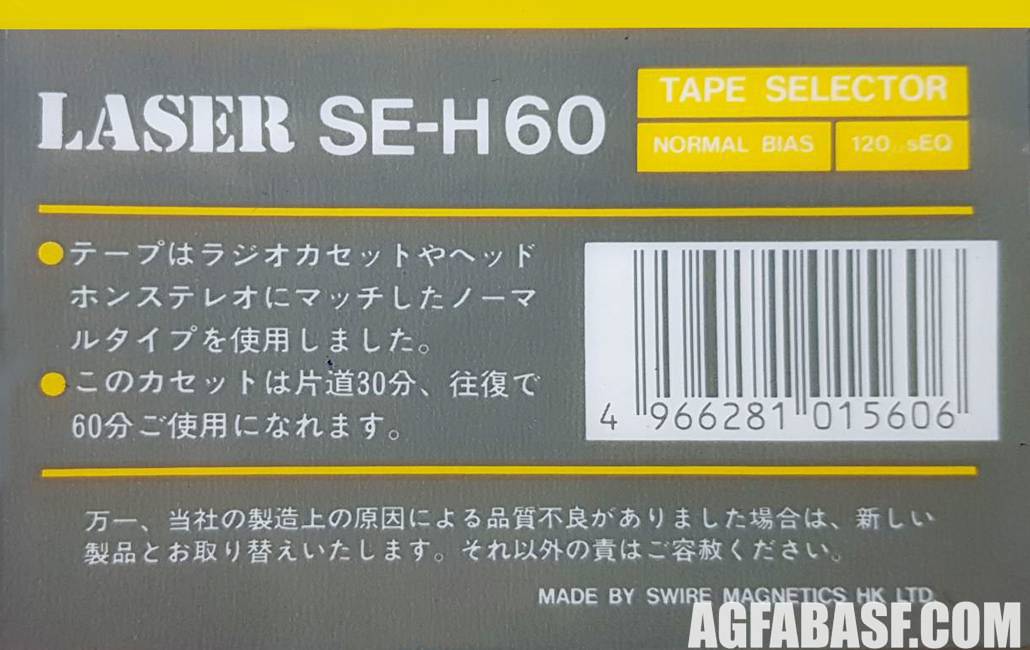 LASER SE-H 60
TAPE SELECTOR
NORMAL BIAS
120 sEQ
●テープはラジオカセットやヘッド
ホンステレオにマッチしたノーマ
ルタイプを使用しました。
●このカセットは片道30分、往復で
60分ご使用になれます。
4 966281 015606
万一、当社の製造上の原因による品質不良がありました場合は、新しい
製品とお取り替えいたします。それ以外の責はご容赦ください。
MADE BY SWIRE MAGNETICS HK LTD.
AGFABASF.COM